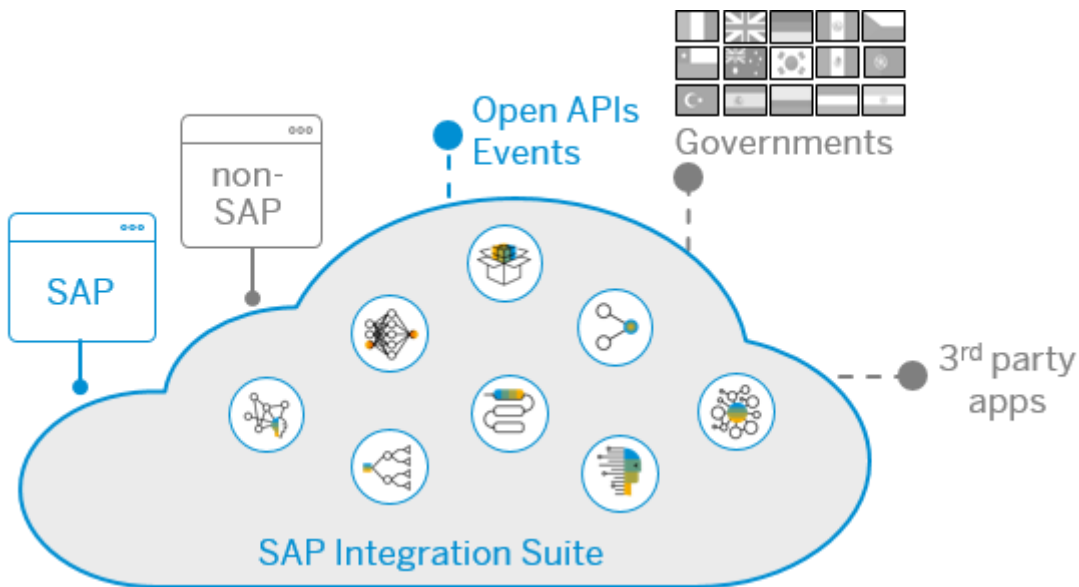 Open APIs
Events
Governments
non-
SAP
SAP
3rd party
apps
SAP Integration Suite